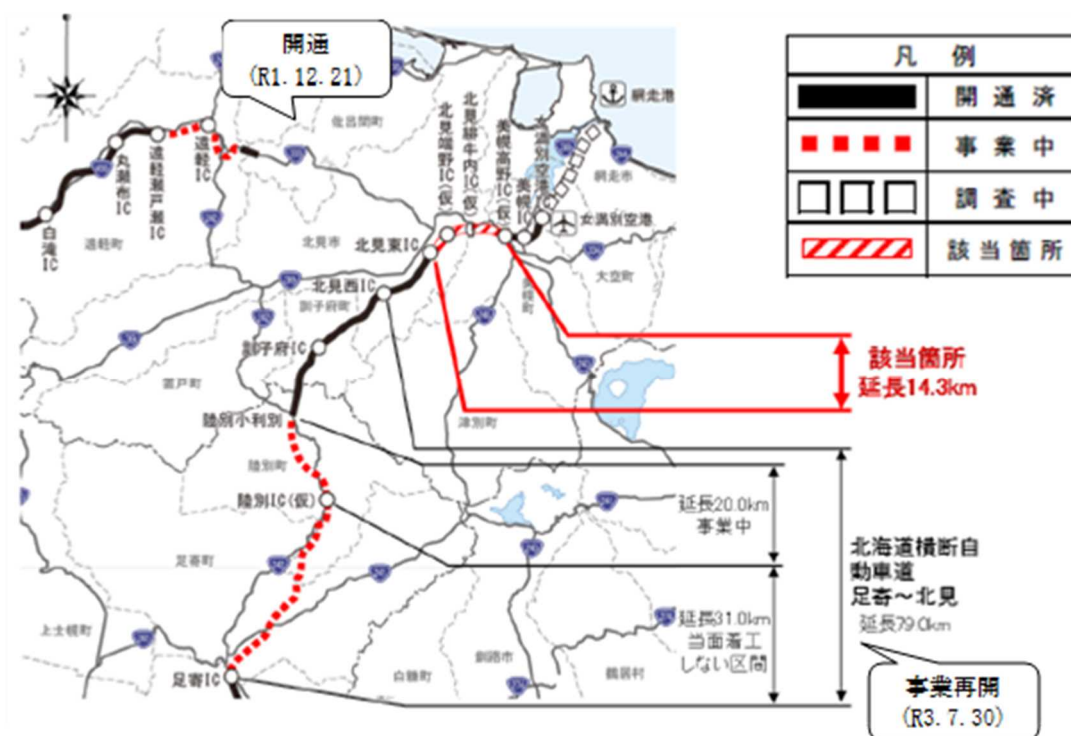 開通
(R1.12.21)
凡 例
開 通 済
事 業 中
調 査 中
該 当 箇 所
網走港
佐呂間町
北見端野IC(仮)
北見緋牛内IC(仮)
美幌高野IC(仮)
美幌IC
女満別空港
網走市
丸瀬布IC
遠軽瀬戸瀬IC
遠軽IC
白滝IC
遠軽町
北見市
北見東IC
女満別空港
大空町
北見西IC
訓子府町
美幌町
訓子府IC
置戸町
該当箇所
延長14.3km
陸別小利別
津別町
陸別町
陸別IC(仮)
延長20.0km
事業中
足寄町
北海道横断自
動車道
足寄～北見
延長79.0km
上士幌町
延長31.0km
当面着工
しない区間
足寄IC
白糠町
釧路市
鶴居村
事業再開
(R3.7.30)